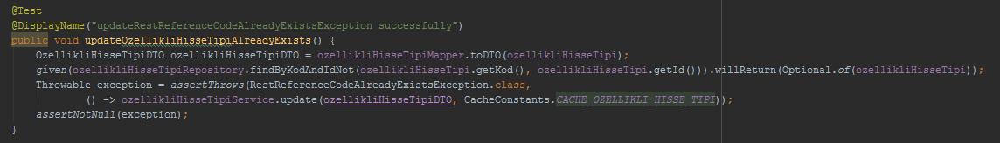 @Test
@DisplayName("updateRestReferenceCodeAlreadyExistsException successfully")
public void updateOzellikliHisseTipiAlreadyExists() {
OzellikliHisseTipiDTO ozellikliHisseTipiDTO = ozellikliHisseTipiMapper.toDTO(ozellikliHisseTipi);
given(ozellikliHisseTipiRepository.findByKodAndIdNot(ozellikliHisseTipi.getKod(), ozellikliHisseTipi.getId())).willReturn(Optional.of(ozellikliHisseTipi));
Throwable exception = assertThrows(RestReferenceCodeAlreadyExistsException.class,
() -> ozellikliHisseTipiService.update(ozellikliHisseTipiDTO, CacheConstants.CACHE_OZELLIKLI_HISSE_TIPI));
assertNotNull(exception);
}